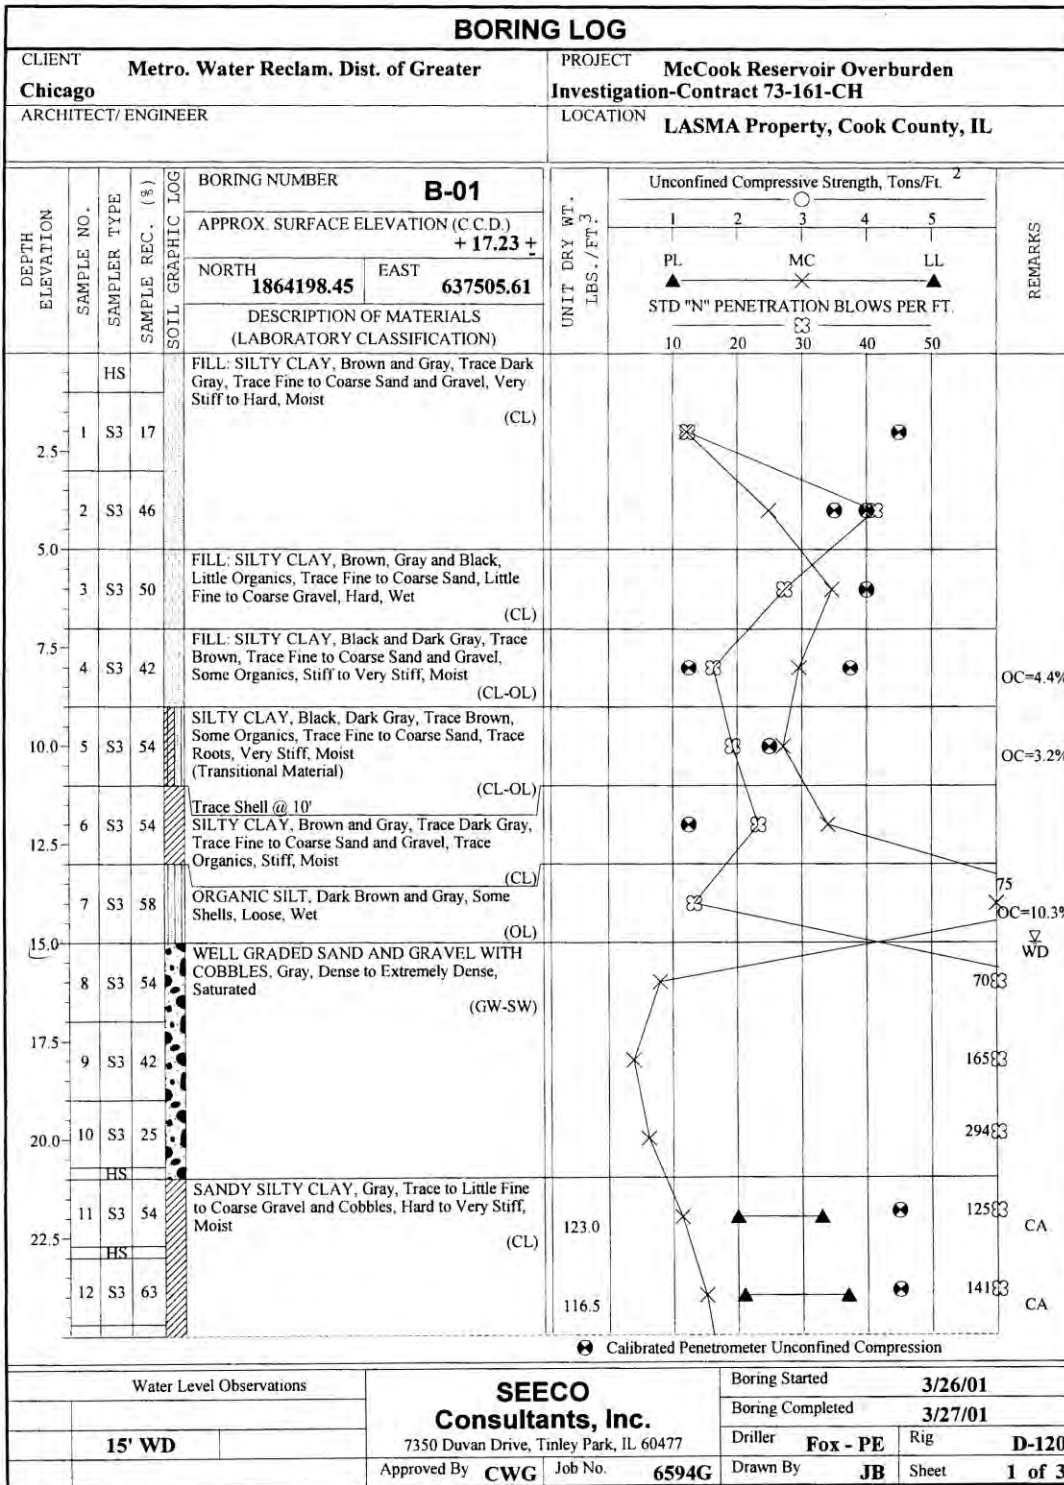 BORING LOG
CLIENT
Metro. Water Reclam. Dist. of Greater
Chicago
PROJECT
McCook Reservoir Overburden
Investigation-Contract 73-161-CH
ARCHITECT/ ENGINEER
LOCATION
LASMA Property, Cook County, IL
DEPTH
ELEVATION
SAMPLE NO.
SAMPLER TYPE
SAMPLE REC. (%)
SOIL GRAPHIC LOG
BORING NUMBER
B-01
APPROX. SURFACE ELEVATION (C.C.D.)
+ 17.23 ±
NORTH
1864198.45
EAST
637505.61
DESCRIPTION OF MATERIALS
(LABORATORY CLASSIFICATION)
UNIT DRY WT.
LBS./FT.3
Unconfined Compressive Strength, Tons/Ft. 2
1 2 3 4 5
PL MC LL
STD "N" PENETRATION BLOWS PER FT.
10 20 30 40 50
REMARKS
HS
FILL: SILTY CLAY, Brown and Gray, Trace Dark
Gray, Trace Fine to Coarse Sand and Gravel, Very
Stiff to Hard, Moist
(CL)
1 S3 17
2.5
2 S3 46
5.0
FILL: SILTY CLAY, Brown, Gray and Black,
Little Organics, Trace Fine to Coarse Sand, Little
Fine to Coarse Gravel, Hard, Wet
(CL)
3 S3 50
7.5
FILL: SILTY CLAY, Black and Dark Gray, Trace
Brown, Trace Fine to Coarse Sand and Gravel,
Some Organics, Stiff to Very Stiff, Moist
(CL-OL)
4 S3 42
OC=4.4%
SILTY CLAY, Black, Dark Gray, Trace Brown,
Some Organics, Trace Fine to Coarse Sand, Trace
Roots, Very Stiff, Moist
(Transitional Material)
(CL-OL)
10.0 5 S3 54
OC=3.2%
Trace Shell @ 10'
SILTY CLAY, Brown and Gray, Trace Dark Gray,
Trace Fine to Coarse Sand and Gravel, Trace
Organics, Stiff, Moist
(CL)
6 S3 54
12.5
ORGANIC SILT, Dark Brown and Gray, Some
Shells, Loose, Wet
(OL)
7 S3 58
75
OC=10.3%
15.0
WD
WELL GRADED SAND AND GRAVEL WITH
COBBLES, Gray, Dense to Extremely Dense,
Saturated
(GW-SW)
8 S3 54
70
17.5
9 S3 42
165
20.0 10 S3 25
294
HS
SANDY SILTY CLAY, Gray, Trace to Little Fine
to Coarse Gravel and Cobbles, Hard to Very Stiff,
Moist
(CL)
11 S3 54
123.0
125
CA
22.5
HS
12 S3 63
116.5
141
CA
Calibrated Penetrometer Unconfined Compression
Water Level Observations
15' WD
SEECO
Consultants, Inc.
7350 Duvan Drive, Tinley Park, IL 60477
Approved By CWG
Job No. 6594G
Boring Started 3/26/01
Boring Completed 3/27/01
Driller Fox - PE
Rig D-120
Drawn By JB
Sheet 1 of 3